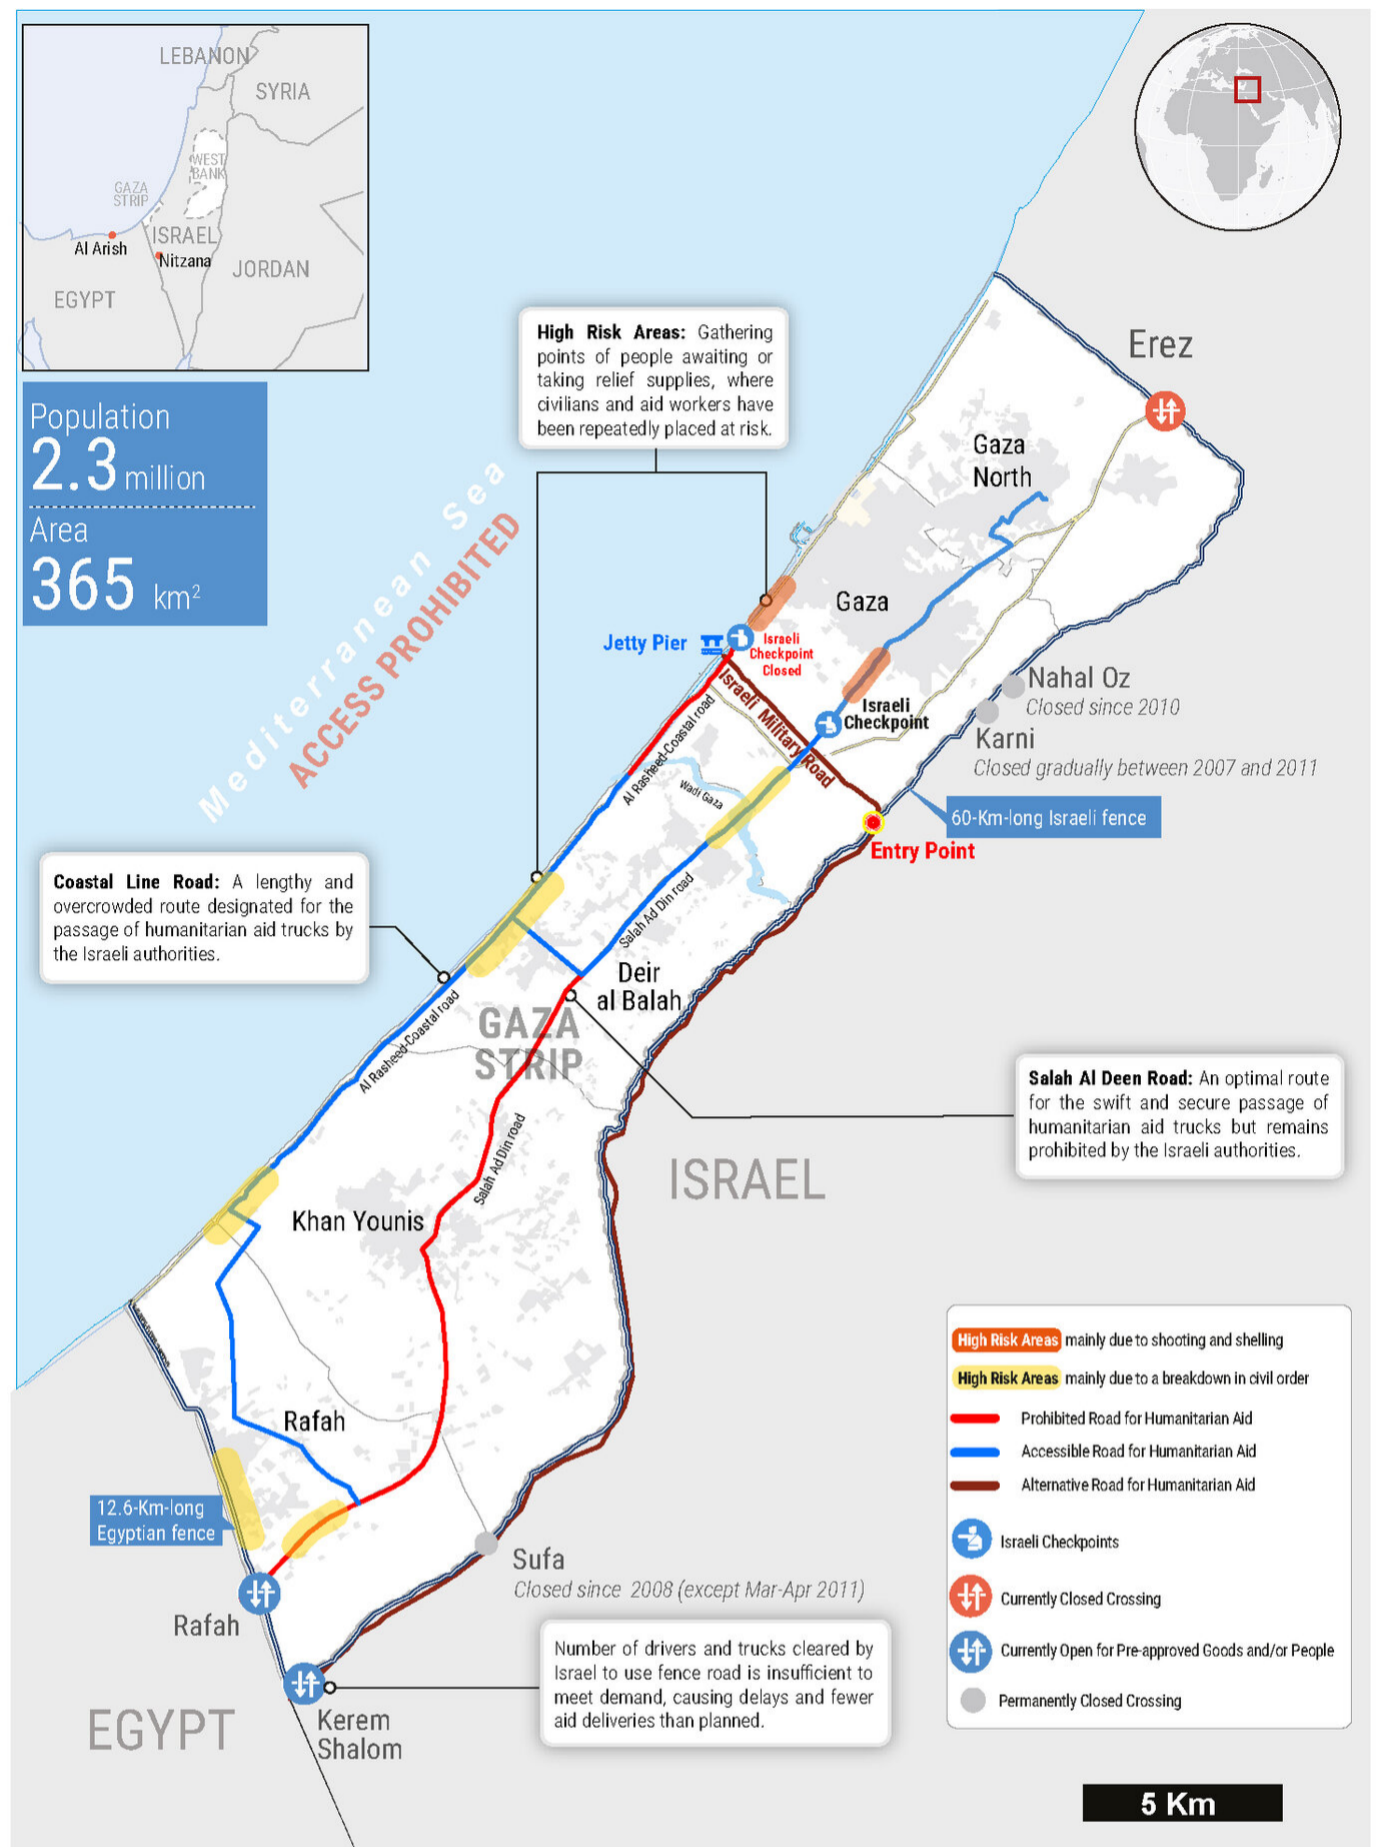 LEBANON
SYRIA
WEST
BANK
GAZA
STRIP
ISRAEL
Al Arish
Nitzana
JORDAN
EGYPT
Population
2.3 million
Area
365 km²
Mediterranean Sea
ACCESS PROHIBITED
High Risk Areas: Gathering
points of people awaiting or
taking relief supplies, where
civilians and aid workers have
been repeatedly placed at risk.
Erez
Gaza
North
Gaza
Jetty Pier
Israeli
Checkpoint
Closed
Israeli Military Road
Israeli
Checkpoint
Nahal Oz
Closed since 2010
Karni
Closed gradually between 2007 and 2011
60-Km-long Israeli fence
Entry Point
Al Rasheed-Coastal road
Wadi Gaza
Coastal Line Road: A lengthy and
overcrowded route designated for the
passage of humanitarian aid trucks by
the Israeli authorities.
Salah Ad Din road
Deir
al Balah
GAZA
STRIP
Al Rasheed-Coastal road
Salah Al Deen Road: An optimal route
for the swift and secure passage of
humanitarian aid trucks but remains
prohibited by the Israeli authorities.
Salah Ad Din road
ISRAEL
Khan Younis
Rafah
12.6-Km-long
Egyptian fence
Sufa
Closed since 2008 (except Mar-Apr 2011)
Rafah
Number of drivers and trucks cleared by
Israel to use fence road is insufficient to
meet demand, causing delays and fewer
aid deliveries than planned.
EGYPT
Kerem
Shalom
High Risk Areas mainly due to shooting and shelling
High Risk Areas mainly due to a breakdown in civil order
Prohibited Road for Humanitarian Aid
Accessible Road for Humanitarian Aid
Alternative Road for Humanitarian Aid
Israeli Checkpoints
Currently Closed Crossing
Currently Open for Pre-approved Goods and/or People
Permanently Closed Crossing
5 Km